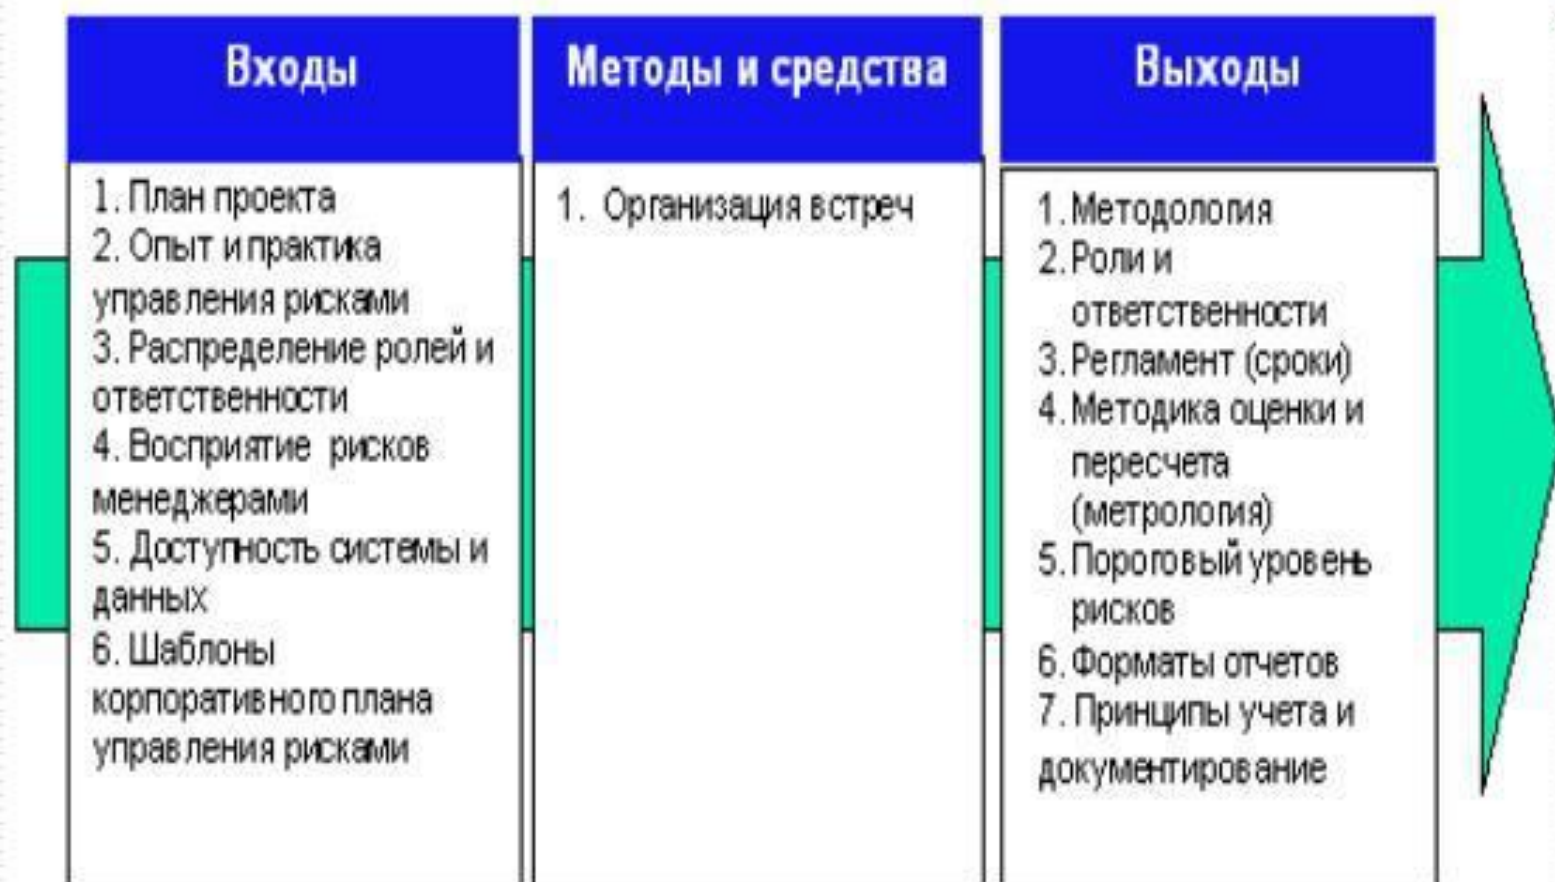 Входы
1. План проекта
2. Опыт и практика
управления рисками
3. Распределение ролей и
ответственности
4. Восприятие рисков
менеджерами
5. Доступность системы и
данных
6. Шаблоны
корпоративного плана
управления рисками
Методы и средства
1. Организация встреч
Выходы
1. Методология
2. Роли и
ответственности
3. Регламент (сроки)
4. Методика оценки и
пересчета
(метрология)
5. Пороговый уровень
рисков
6. Форматы отчетов
7. Принципы учета и
документирование